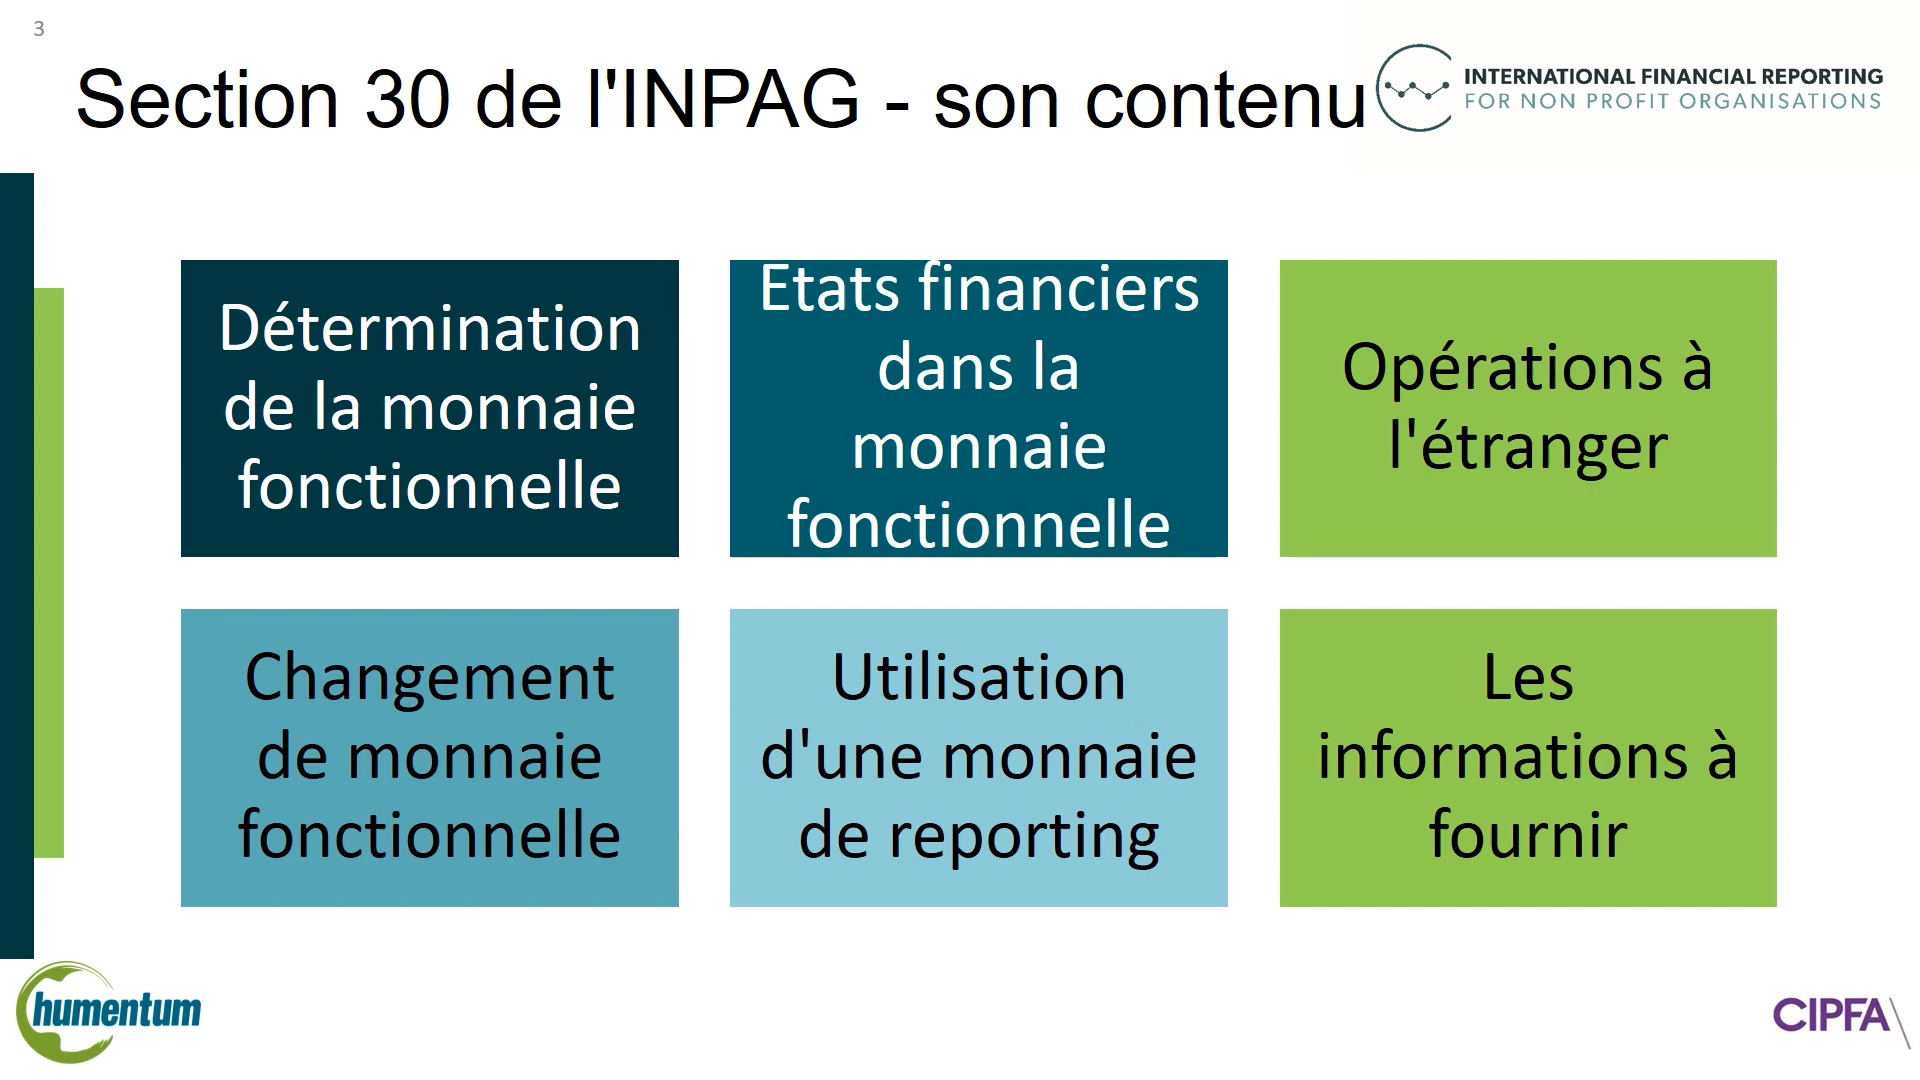 3
Section 30 de l'INPAG - son contenu
INTERNATIONAL FINANCIAL REPORTING
FOR NON PROFIT ORGANISATIONS
Détermination
de la monnaie
fonctionnelle
Etats financiers
dans la
monnaie
fonctionnelle
Opérations à
l'étranger
Changement
de monnaie
fonctionnelle
Utilisation
d'une monnaie
de reporting
Les
informations à
fournir
humentum
CIPFA